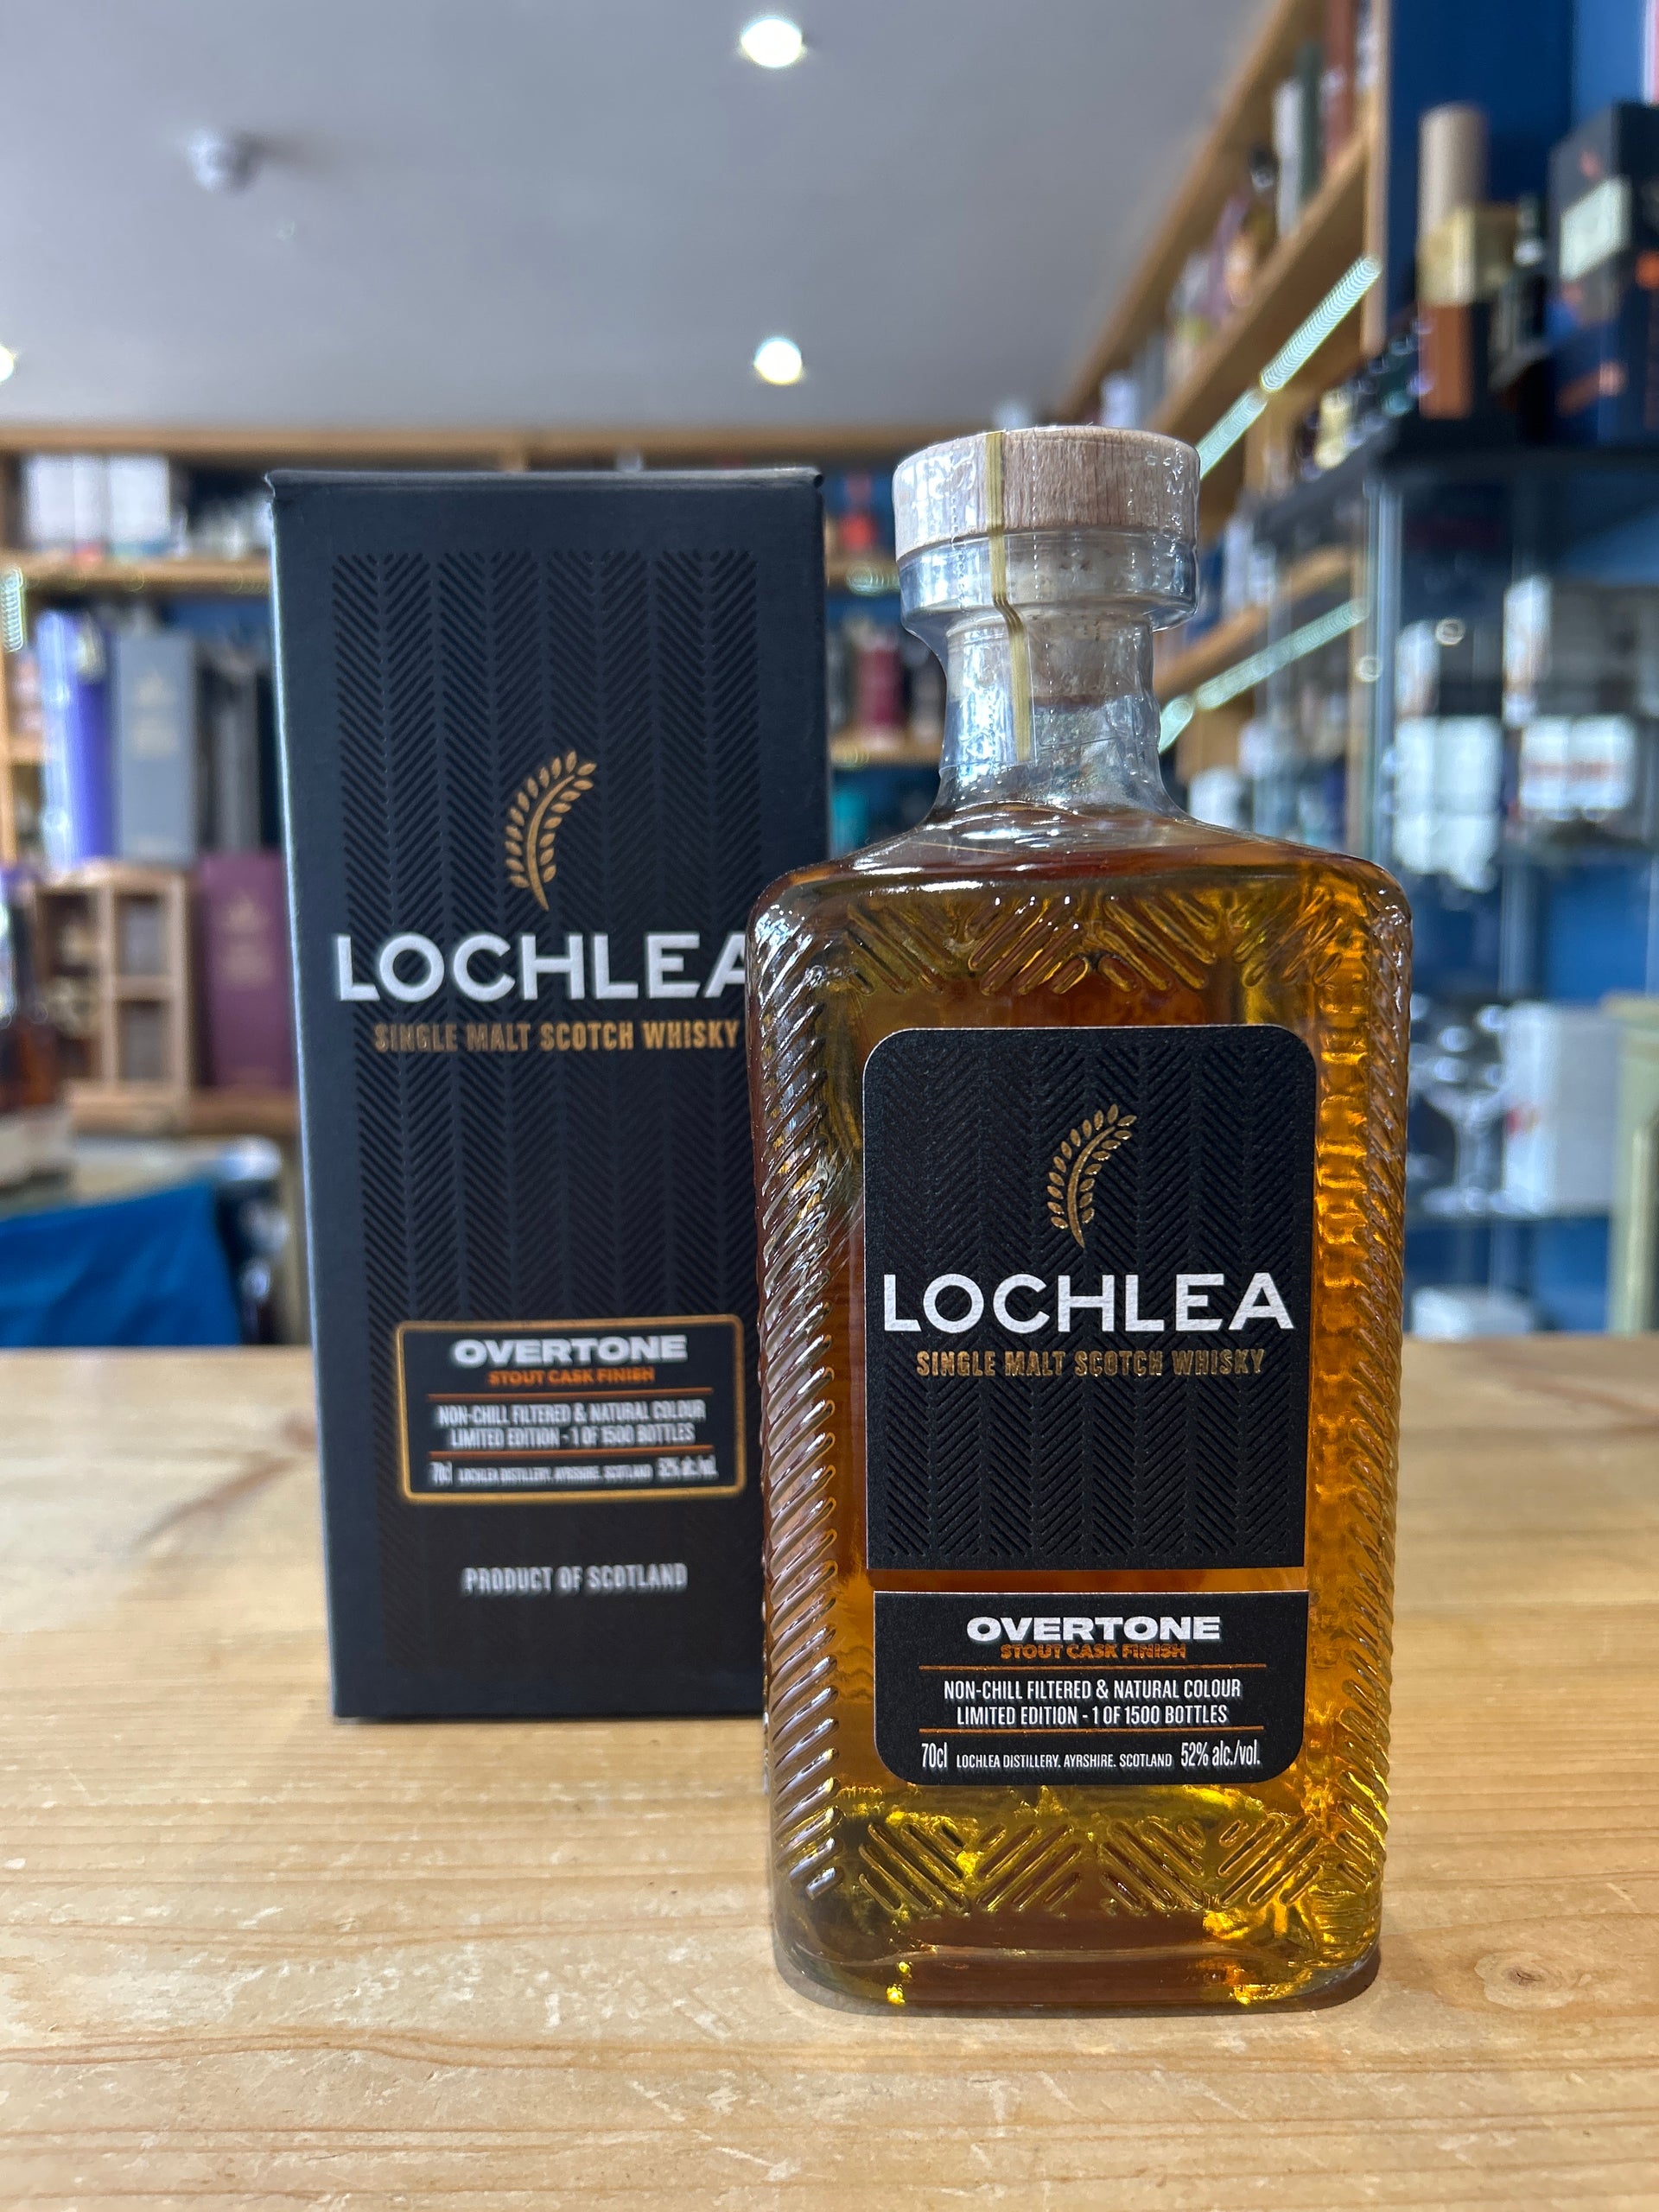 LOCHLEA
SINGLE MALT SCOTCH WHISKY
OVERTONE
STOUT CASK FINISH
NON-CHILL FILTERED & NATURAL COLOUR
LIMITED EDITION - 1 OF 1500 BOTTLES
70cl LOCHLEA DISTILLERY. AYRSHIRE. SCOTLAND 52% alc./vol.
PRODUCT OF SCOTLAND
LOCHLEA
SINGLE MALT SCOTCH WHISKY
OVERTONE
STOUT CASK FINISH
NON-CHILL FILTERED & NATURAL COLOUR
LIMITED EDITION - 1 OF 1500 BOTTLES
70cl LOCHLEA DISTILLERY. AYRSHIRE. SCOTLAND 52% alc./vol.